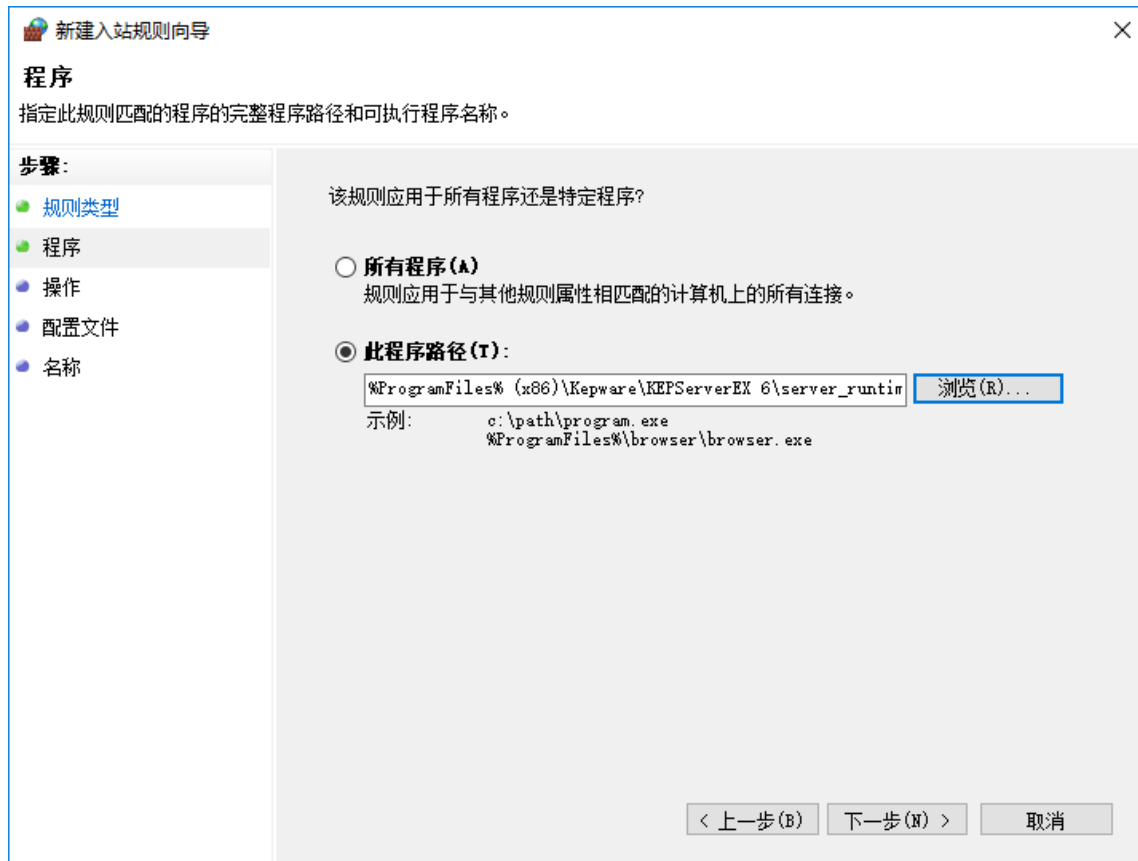 新建入站规则向导
程序
指定此规则匹配的程序的完整程序路径和可执行程序名称。
步骤:
规则类型
程序
操作
配置文件
名称
该规则应用于所有程序还是特定程序?
所有程序(A)
规则应用于与其他规则属性相匹配的计算机上的所有连接。
此程序路径(T):
%ProgramFiles% (x86)\Kepware\KEPServerEX 6\server_runtim
浏览(R)...
示例: c:\path\program.exe
%ProgramFiles%\browser\browser.exe
< 上一步(B) 下一步(N) > 取消